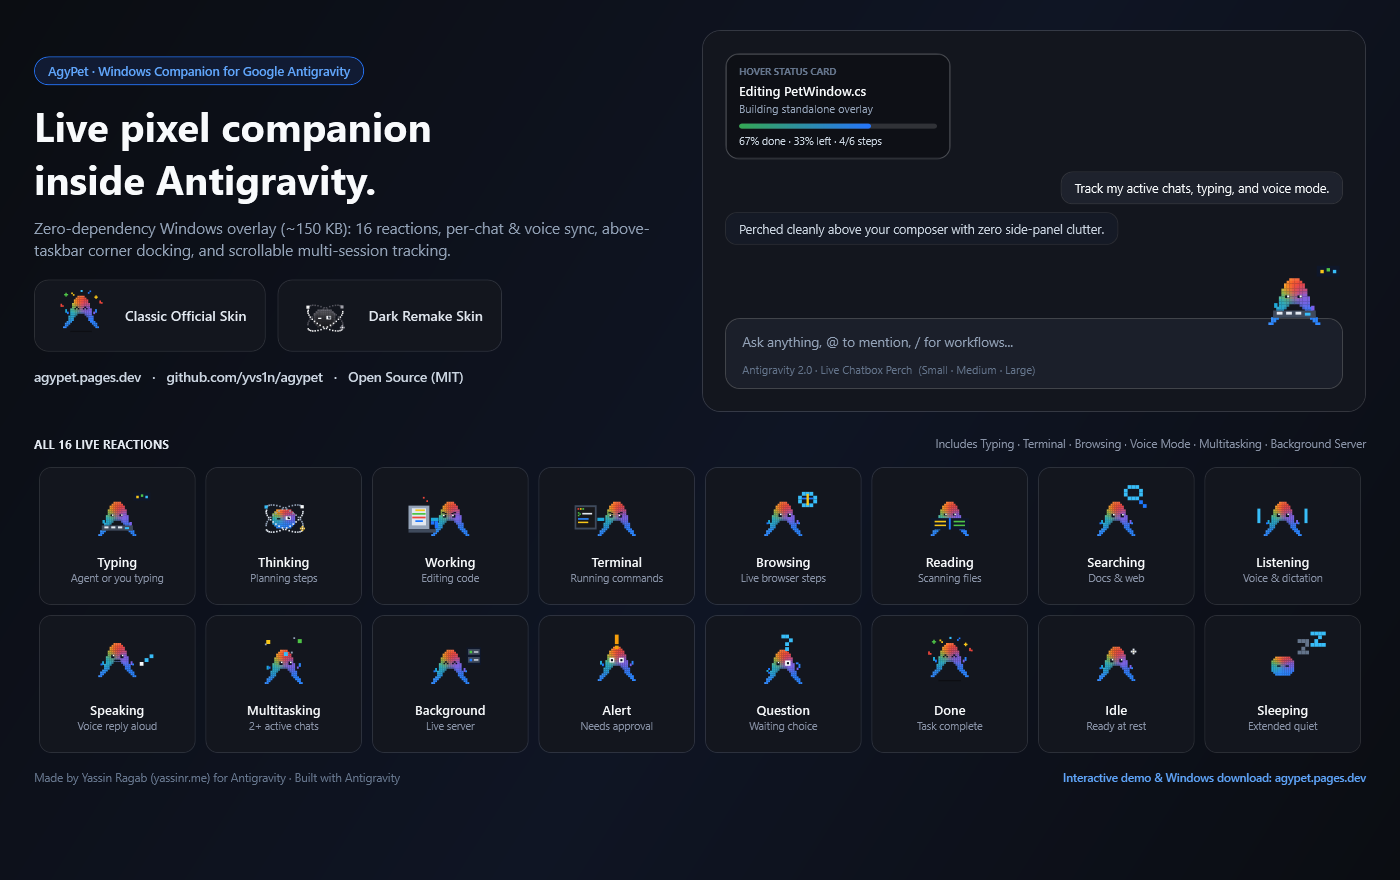 AgyPet · Windows Companion for Google Antigravity
Live pixel companion
inside Antigravity.
Zero-dependency Windows overlay (~150 KB): 16 reactions, per-chat & voice sync, above-
taskbar corner docking, and scrollable multi-session tracking.
Classic Official Skin
Dark Remake Skin
agypet.pages.dev · github.com/yvs1n/agypet · Open Source (MIT)
HOVER STATUS CARD
Editing PetWindow.cs
Building standalone overlay
67% done · 33% left · 4/6 steps
Track my active chats, typing, and voice mode.
Perched cleanly above your composer with zero side-panel clutter.
Ask anything, @ to mention, / for workflows...
Antigravity 2.0 · Live Chatbox Perch (Small · Medium · Large)
ALL 16 LIVE REACTIONS
Includes Typing · Terminal · Browsing · Voice Mode · Multitasking · Background Server
Typing
Agent or you typing
Thinking
Planning steps
Working
Editing code
Terminal
Running commands
Browsing
Live browser steps
Reading
Scanning files
Searching
Docs & web
Listening
Voice & dictation
Speaking
Voice reply aloud
Multitasking
2+ active chats
Background
Live server
Alert
Needs approval
Question
Waiting choice
Done
Task complete
Idle
Ready at rest
Sleeping
Extended quiet
Made by Yassin Ragab (yassinr.me) for Antigravity · Built with Antigravity
Interactive demo & Windows download: agypet.pages.dev